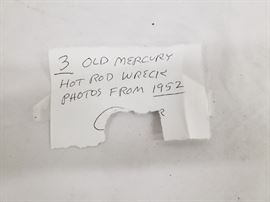 3 OLD MERCURY
HOT ROD WRECK
PHOTOS FROM 1952